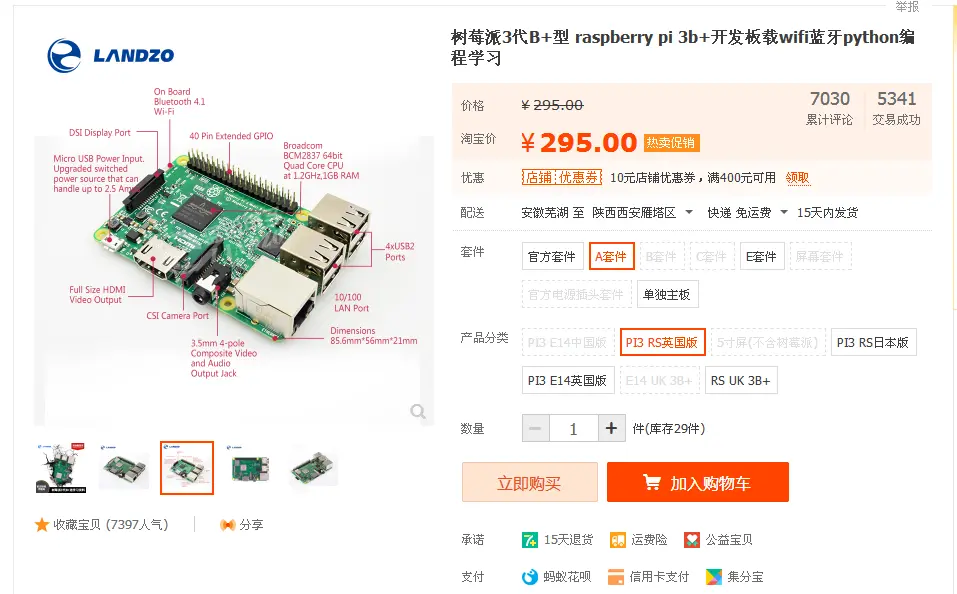 举报
LANDZO
On Board
Bluetooth 4.1
Wi-Fi
DSI Display Port
40 Pin Extended GPIO
Micro USB Power Input.
Upgraded switched
power source that can
handle up to 2.5 Amps
Broadcom
BCM2837 64bit
Quad Core CPU
at 1.2GHz,1GB RAM
4xUSB2
Ports
Full Size HDMI
Video Output
CSI Camera Port
10/100
LAN Port
3.5mm 4-pole
Composite Video
and Audio
Output Jack
Dimensions
85.6mm*56mm*21mm
收藏宝贝 (7397人气)
分享
树莓派3代B+型 raspberry pi 3b+开发板载wifi蓝牙python编
程学习
价格 ¥ 295.00
7030 5341
累计评论 交易成功
淘宝价 ¥ 295.00 热卖促销
优惠 店铺 优惠券 10元店铺优惠券，满400元可用 领取
配送 安徽芜湖 至 陕西西安雁塔区 快递 免运费 15天内发货
套件 官方套件 A套件 B套件 C套件 E套件 屏幕套件
官方电源插头套件 单独主板
产品分类 PI3 E14中国版 PI3 RS英国版 5寸屏(不含树莓派) PI3 RS日本版
PI3 E14英国版 E14 UK 3B+ RS UK 3B+
数量 1 件(库存29件)
立即购买 加入购物车
承诺 7+ 15天退货 运费险 公益宝贝
支付 蚂蚁花呗 信用卡支付 集分宝